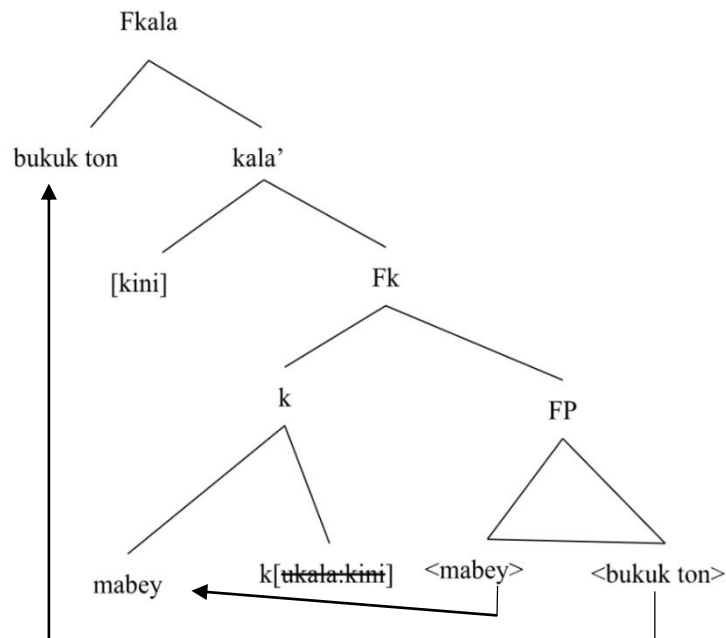 Fkala
bukuk ton kala’
[kini] Fk
k FP
mabey k[ukala:kini] <mabey> <bukuk ton>